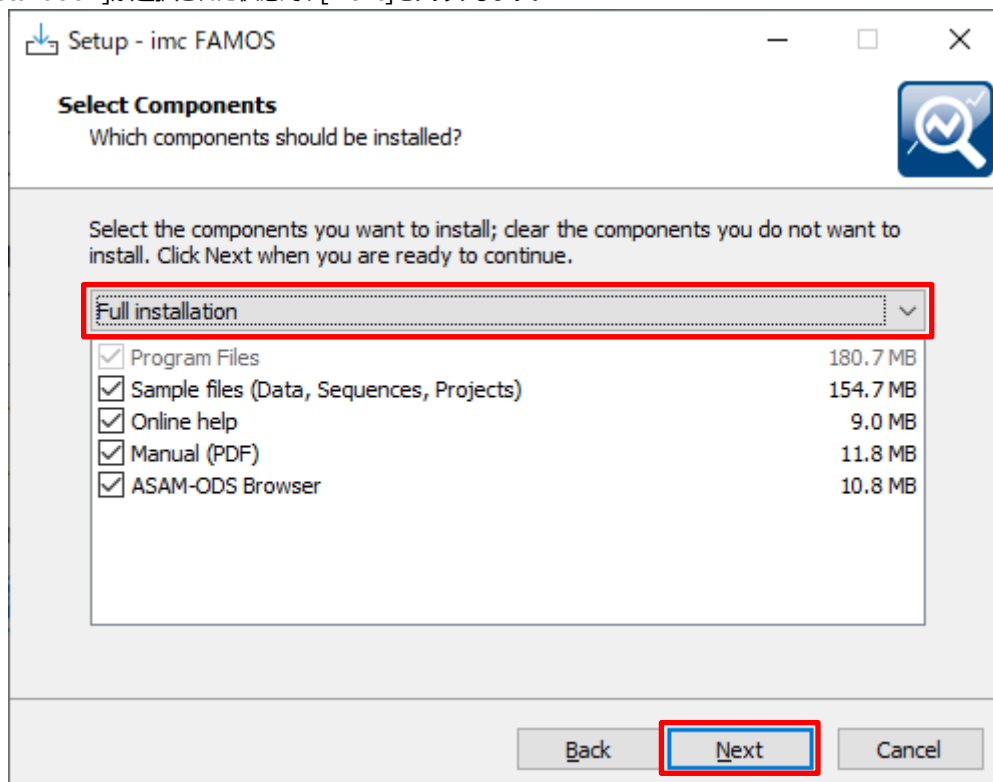 Setup - imc FAMOS
Select Components
Which components should be installed?
Select the components you want to install; clear the components you do not want to
install. Click Next when you are ready to continue.
Full installation
Program Files 180.7 MB
Sample files (Data, Sequences, Projects) 154.7 MB
Online help 9.0 MB
Manual (PDF) 11.8 MB
ASAM-ODS Browser 10.8 MB
Back Next Cancel